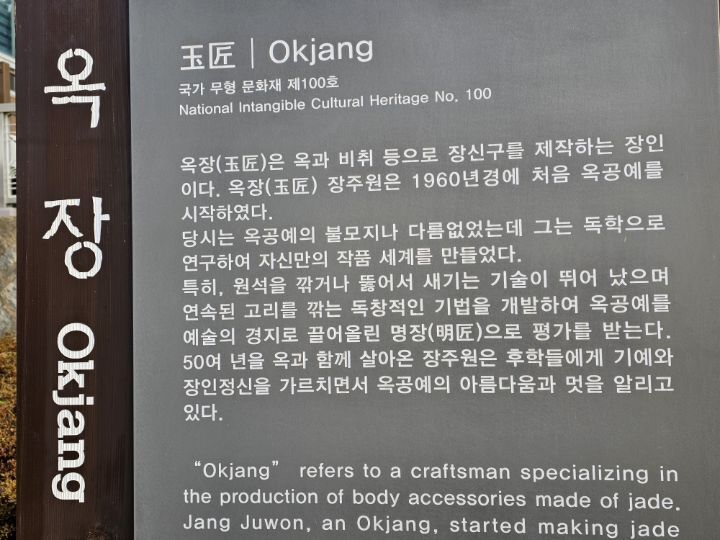 옥장 Okjang
玉匠 | Okjang
국가 무형 문화재 제100호
National Intangible Cultural Heritage No. 100
옥장(玉匠)은 옥과 비취 등으로 장신구를 제작하는 장인
이다. 옥장(玉匠) 장주원은 1960년경에 처음 옥공예를
시작하였다.
당시는 옥공예의 불모지나 다름없었는데 그는 독학으로
연구하여 자신만의 작품 세계를 만들었다.
특히, 원석을 깎거나 뚫어서 새기는 기술이 뛰어 났으며
연속된 고리를 깎는 독창적인 기법을 개발하여 옥공예를
예술의 경지로 끌어올린 명장(明匠)으로 평가를 받는다.
50여 년을 옥과 함께 살아온 장주원은 후학들에게 기예와
장인정신을 가르치면서 옥공예의 아름다움과 멋을 알리고
있다.
“Okjang” refers to a craftsman specializing in
the production of body accessories made of jade.
Jang Juwon, an Okjang, started making jade